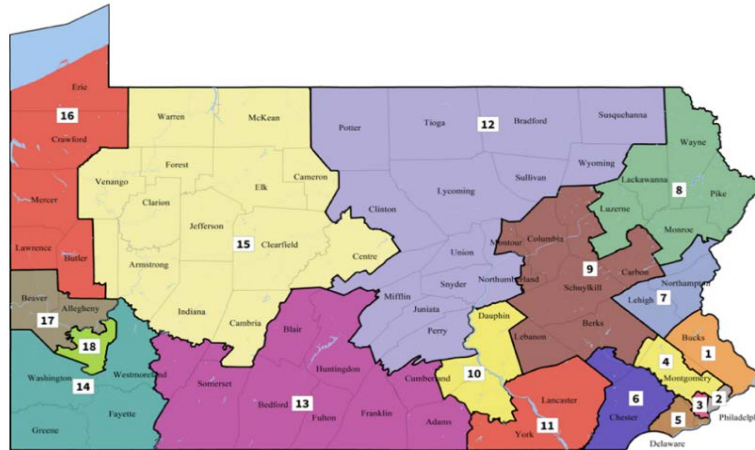 Erie
16
Crawford
Mercer
Lawrence
Butler
Warren
McKean
Forest
Venango
Elk
Cameron
Clarion
Jefferson
15
Clearfield
Centre
Armstrong
Indiana
Cambria
Potter
Tioga
12
Bradford
Susquehanna
Wyoming
Sullivan
Lycoming
Clinton
Union
Snyder
Northumberland
Mifflin
Juniata
Perry
Wayne
Lackawanna
8
Pike
Luzerne
Monroe
Montour
Columbia
9
Carbon
Schuylkill
Berks
Lebanon
Northampton
7
Lehigh
Beaver
Allegheny
17
18
Westmoreland
Washington
14
Fayette
Greene
Blair
Huntingdon
Somerset
Bedford
13
Fulton
Franklin
Adams
Cumberland
Dauphin
10
Lancaster
11
York
6
Chester
Bucks
1
4
Montgomery
3
2
Philadelph
5
Delaware